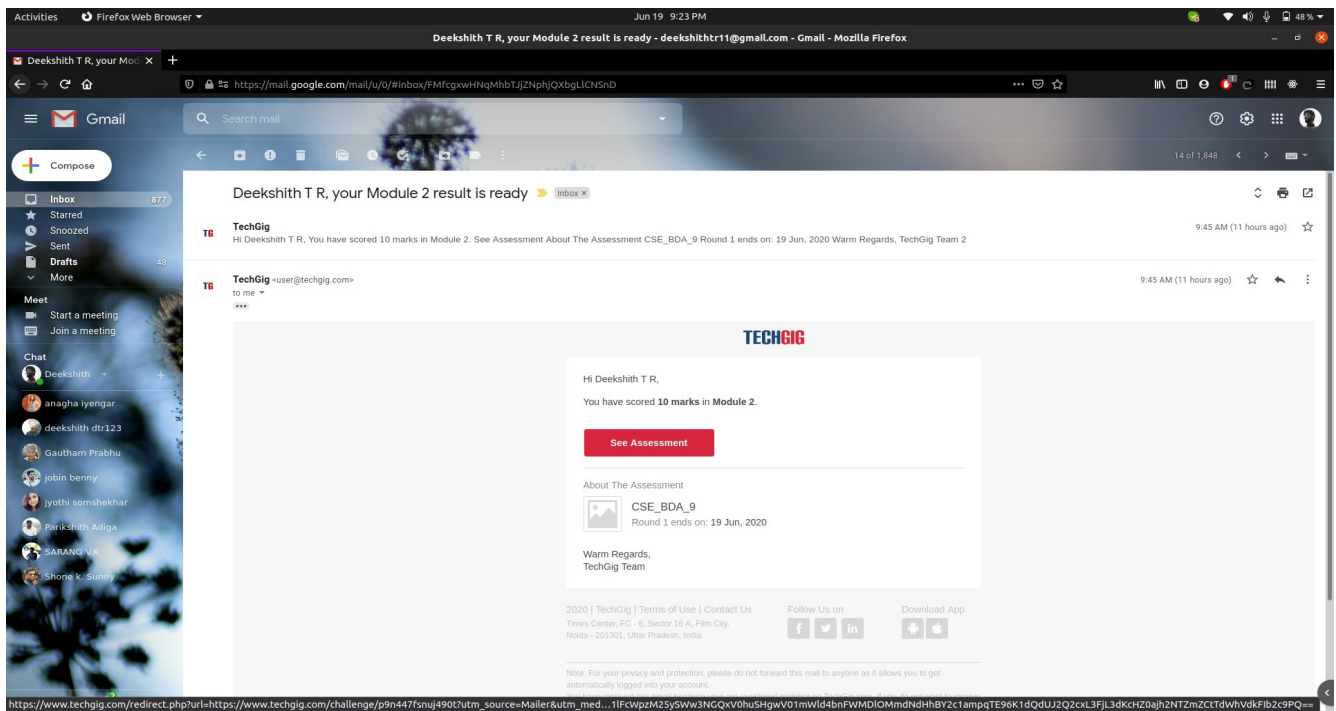 Activities Firefox Web Browser Jun 19 9:23 PM 48 %
Deekshith T R, your Module 2 result is ready - deekshithtr11@gmail.com - Gmail - Mozilla Firefox
Deekshith T R, your Mod
Gmail
Search mail
Compose
14 of 1,848
Inbox 877
Starred
Snoozed
Sent
Drafts 48
More
Meet
Start a meeting
Join a meeting
Chat
Deekshith
anagha iyengar
deekshith dtr123
Gautham Prabhu
jobin benny
jyothi somshekhar
Parikshith Adiga
SARANG V.K
Shone k. Sunny
Deekshith T R, your Module 2 result is ready Inbox ×
TG TechGig 9:45 AM (11 hours ago)
Hi Deekshith T R, You have scored 10 marks in Module 2. See Assessment About The Assessment CSE_BDA_9 Round 1 ends on: 19 Jun, 2020 Warm Regards, TechGig Team 2
TG TechGig <user@techgig.com> 9:45 AM (11 hours ago)
to me
TECHGIG
Hi Deekshith T R,
You have scored 10 marks in Module 2.
See Assessment
About The Assessment
CSE_BDA_9
Round 1 ends on: 19 Jun, 2020
Warm Regards,
TechGig Team
2020 | TechGig | Terms of Use | Contact Us Follow Us on Download App
Times Center, FC - 6, Sector 16 A, Film City,
Noida - 201301, Uttar Pradesh, India
Note: For your privacy and protection, please do not forward this mail to anyone as it allows you to get
automatically logged into your account.